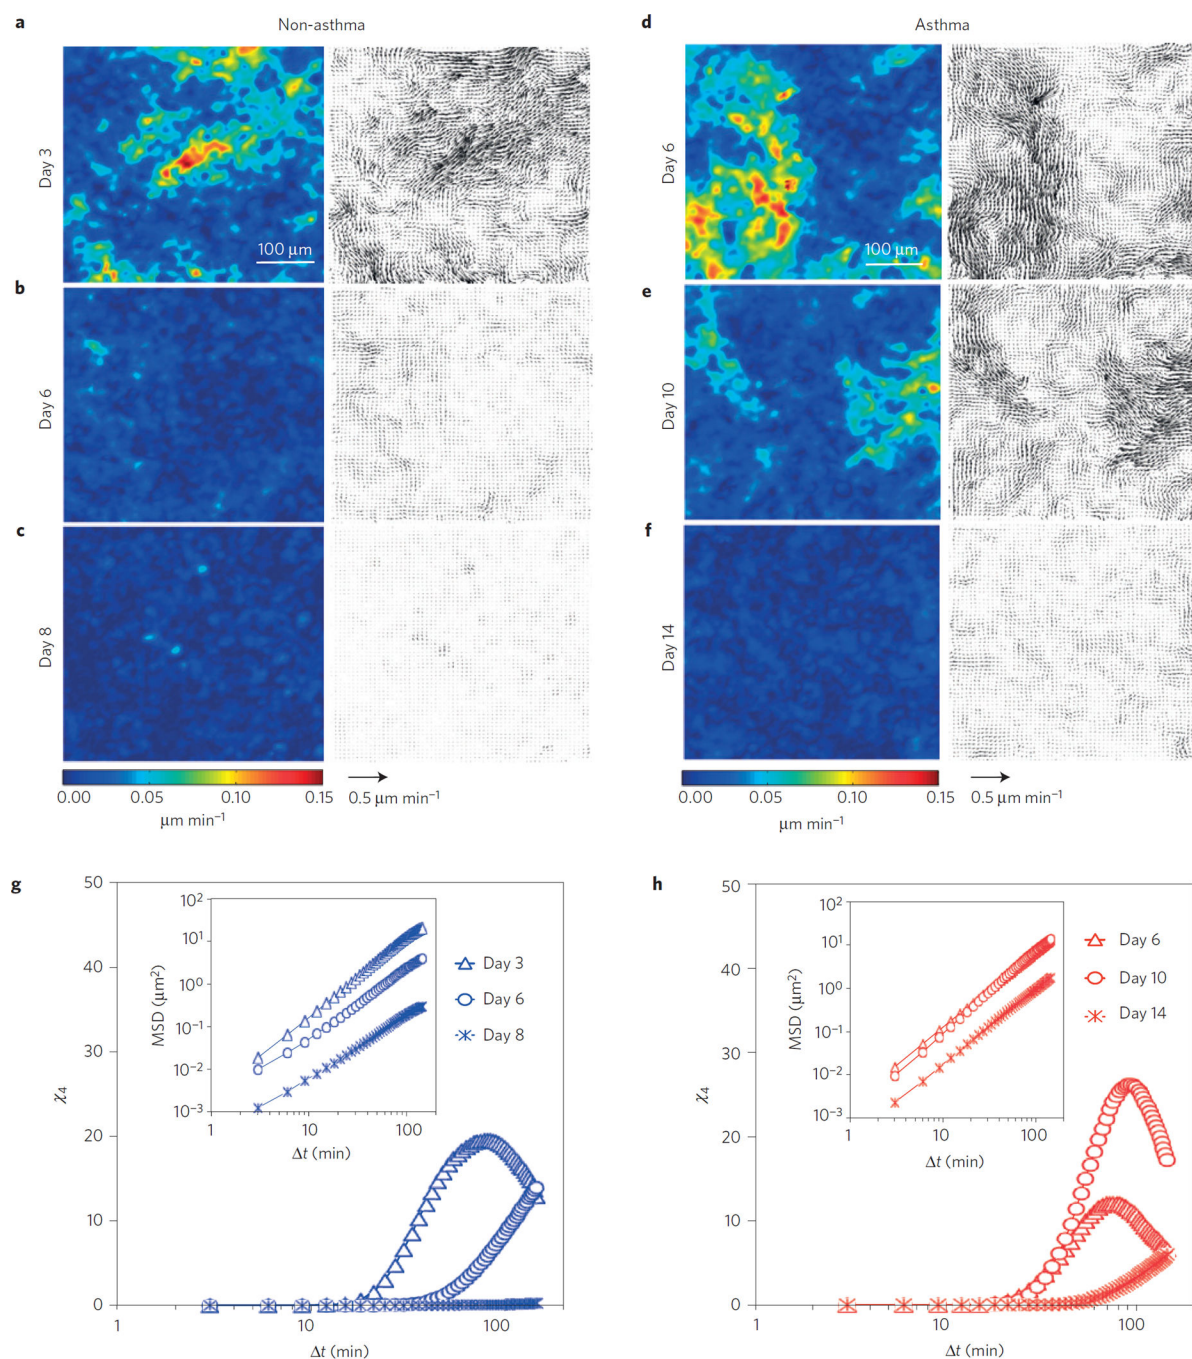 a Non-asthma
Day 3
100 μm
b
Day 6
c
Day 8
0.00 0.05 0.10 0.15
μm min⁻¹
0.5 μm min⁻¹
d Asthma
Day 6
100 μm
e
Day 10
f
Day 14
0.00 0.05 0.10 0.15
μm min⁻¹
0.5 μm min⁻¹
g
50
40
30
20
10
0
χ₄
1 10 100
Δt (min)
10²
10¹
10⁰
10⁻¹
10⁻²
10⁻³
MSD (μm²)
1 10 100
Δt (min)
Day 3
Day 6
Day 8
h
50
40
30
20
10
0
χ₄
1 10 100
Δt (min)
10²
10¹
10⁰
10⁻¹
10⁻²
10⁻³
MSD (μm²)
1 10 100
Δt (min)
Day 6
Day 10
Day 14